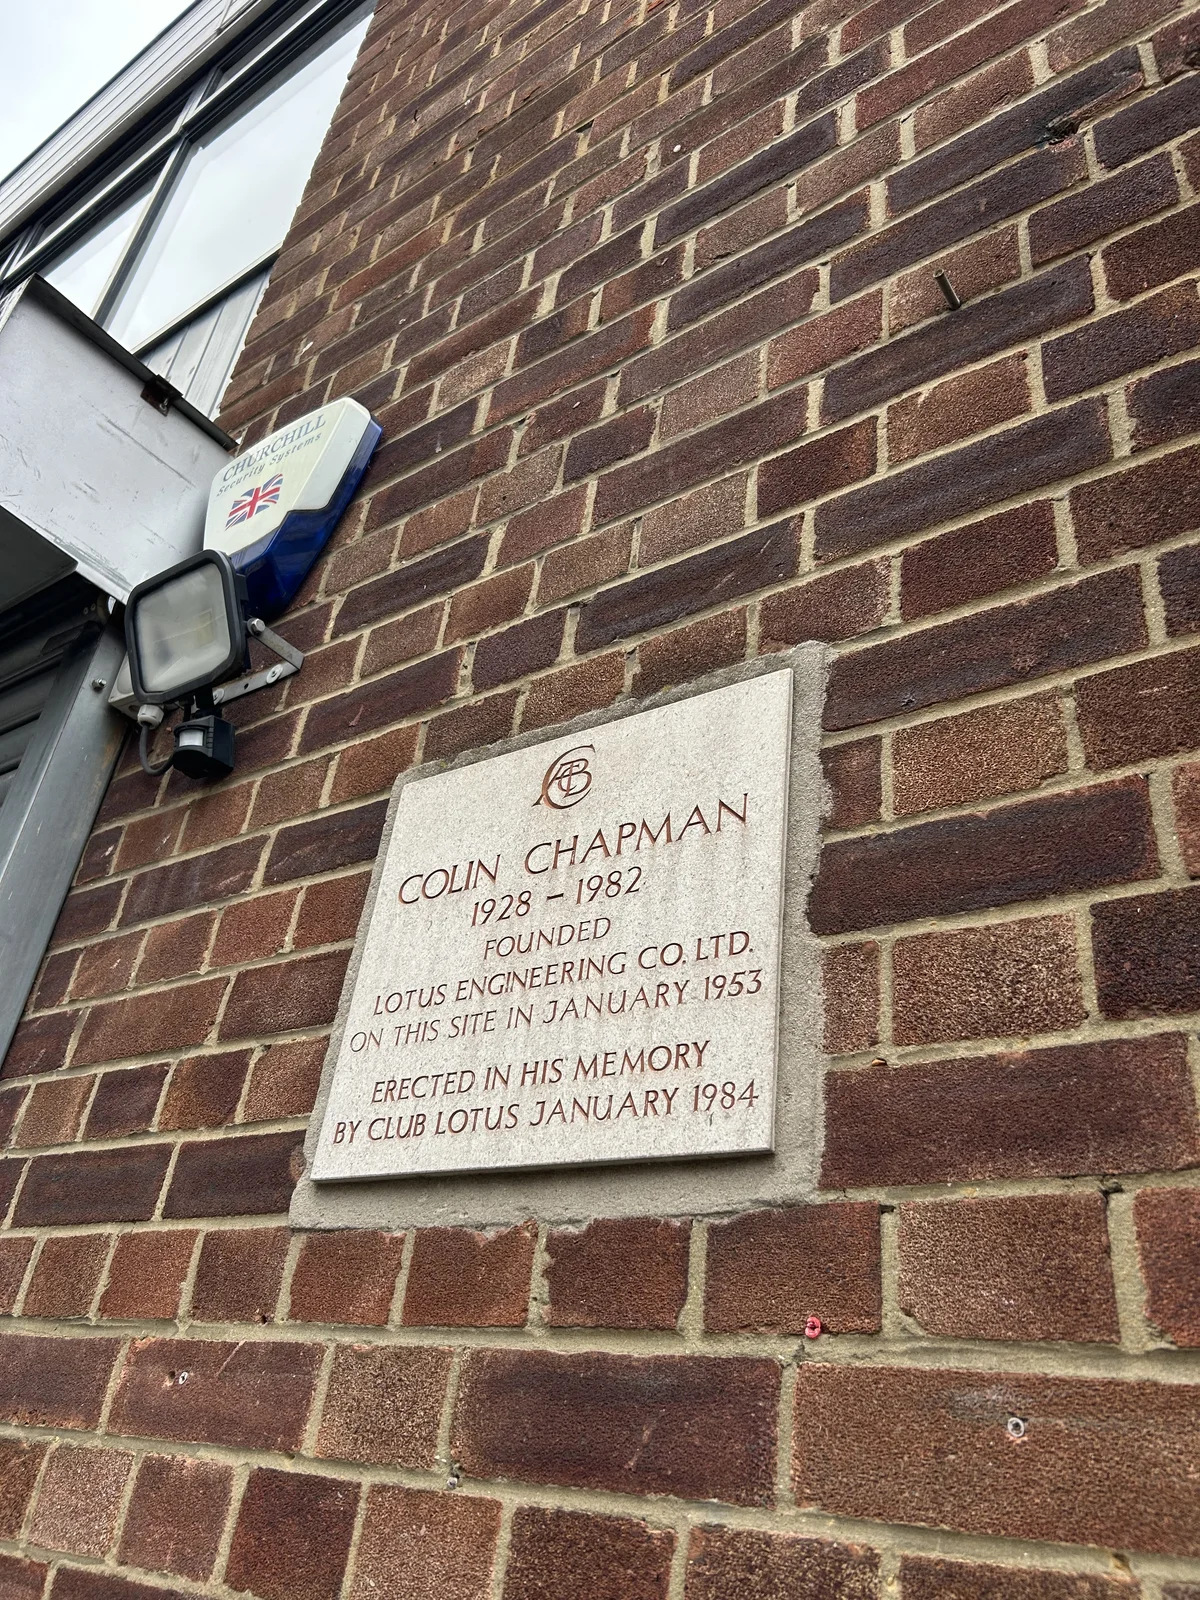 CHURCHILL
Security Systems
ACBC
COLIN CHAPMAN
1928 – 1982
FOUNDED
LOTUS ENGINEERING CO. LTD.
ON THIS SITE IN JANUARY 1953
ERECTED IN HIS MEMORY
BY CLUB LOTUS JANUARY 1984